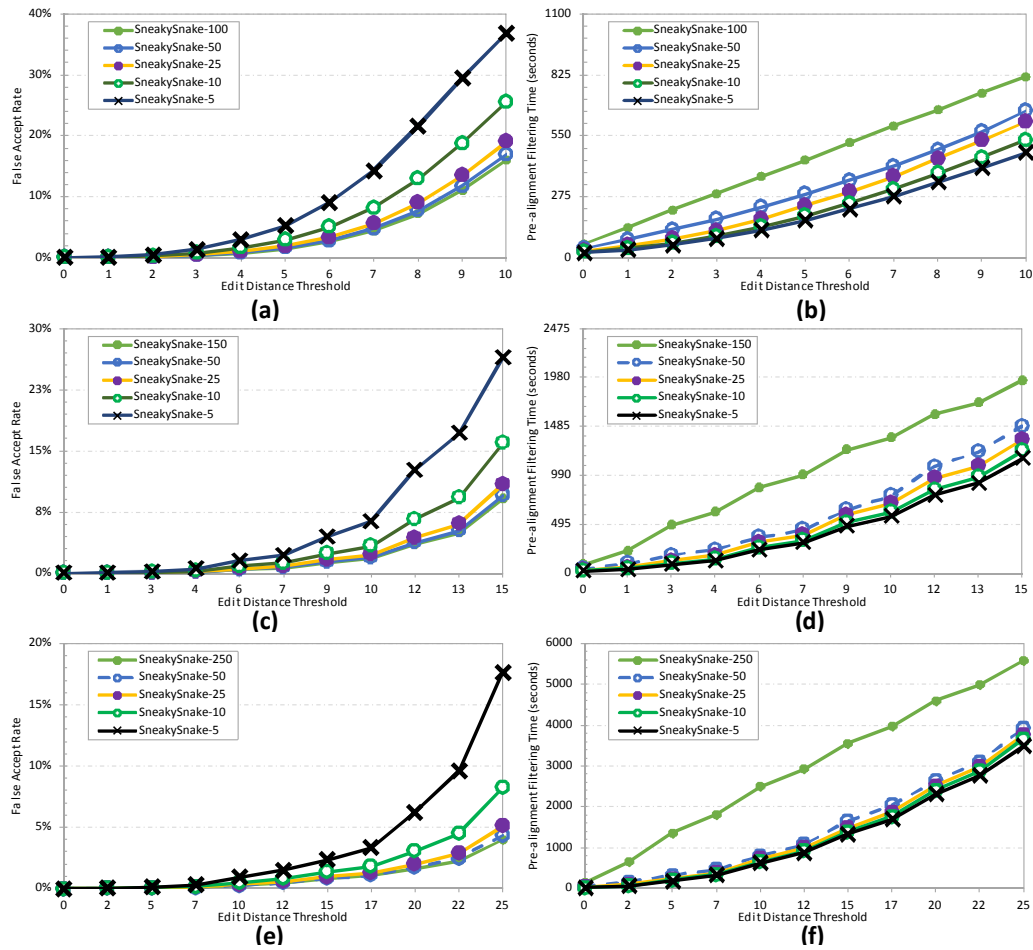 40%
30%
20%
10%
0%
False Accept Rate
SneakySnake-100
SneakySnake-50
SneakySnake-25
SneakySnake-10
SneakySnake-5
0 1 2 3 4 5 6 7 8 9 10
Edit Distance Threshold
(a)
1100
825
550
275
0
Pre-alignment Filtering Time (seconds)
SneakySnake-100
SneakySnake-50
SneakySnake-25
SneakySnake-10
SneakySnake-5
0 1 2 3 4 5 6 7 8 9 10
Edit Distance Threshold
(b)
30%
23%
15%
8%
0%
False Accept Rate
SneakySnake-150
SneakySnake-50
SneakySnake-25
SneakySnake-10
SneakySnake-5
0 1 3 4 6 7 9 10 12 13 15
Edit Distance Threshold
(c)
2475
1980
1485
990
495
0
Pre-alignment Filtering Time (seconds)
SneakySnake-150
SneakySnake-50
SneakySnake-25
SneakySnake-10
SneakySnake-5
0 1 3 4 6 7 9 10 12 13 15
Edit Distance Threshold
(d)
20%
15%
10%
5%
0%
False Accept Rate
SneakySnake-250
SneakySnake-50
SneakySnake-25
SneakySnake-10
SneakySnake-5
0 2 5 7 10 12 15 17 20 22 25
Edit Distance Threshold
(e)
6000
5000
4000
3000
2000
1000
0
Pre-alignment Filtering Time (seconds)
SneakySnake-250
SneakySnake-50
SneakySnake-25
SneakySnake-10
SneakySnake-5
0 2 5 7 10 12 15 17 20 22 25
Edit Distance Threshold
(f)